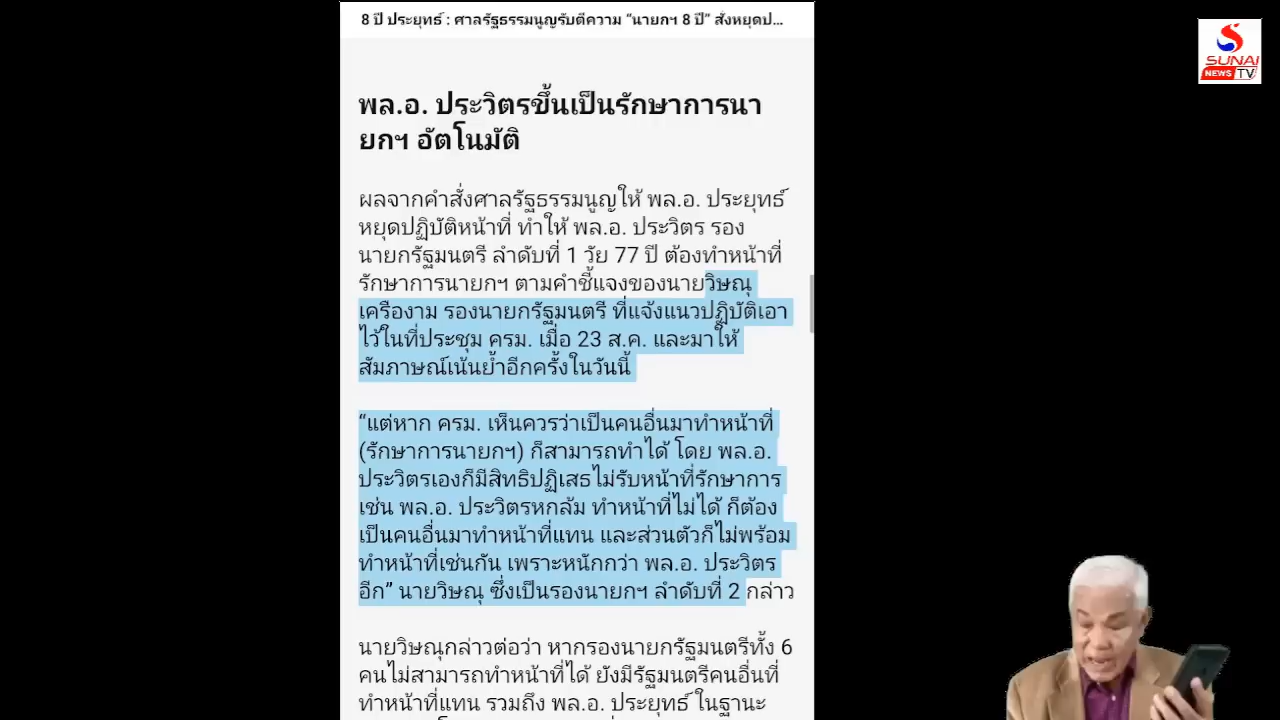 8 ปี ประยุทธ์ : ศาลรัฐธรรมนูญรับตีความ “นายกฯ 8 ปี” สั่งหยุดป...
SUNAI
NEWS TV
พล.อ. ประวิตรขึ้นเป็นรักษาการนา
ยกฯ อัตโนมัติ
ผลจากคำสั่งศาลรัฐธรรมนูญให้ พล.อ. ประยุทธ์
หยุดปฏิบัติหน้าที่ ทำให้ พล.อ. ประวิตร รอง
นายกรัฐมนตรี ลำดับที่ 1 วัย 77 ปี ต้องทำหน้าที่
รักษาการนายกฯ ตามคำชี้แจงของนายวิษณุ
เครืองาม รองนายกรัฐมนตรี ที่แจ้งแนวปฏิบัติเอา
ไว้ในที่ประชุม ครม. เมื่อ 23 ส.ค. และมาให้
สัมภาษณ์เน้นย้ำอีกครั้งในวันนี้
“แต่หาก ครม. เห็นควรว่าเป็นคนอื่นมาทำหน้าที่
(รักษาการนายกฯ) ก็สามารถทำได้ โดย พล.อ.
ประวิตรเองก็มีสิทธิปฏิเสธไม่รับหน้าที่รักษาการ
เช่น พล.อ. ประวิตรหกล้ม ทำหน้าที่ไม่ได้ ก็ต้อง
เป็นคนอื่นมาทำหน้าที่แทน และส่วนตัวก็ไม่พร้อม
ทำหน้าที่เช่นกัน เพราะหนักกว่า พล.อ. ประวิตร
อีก” นายวิษณุ ซึ่งเป็นรองนายกฯ ลำดับที่ 2 กล่าว
นายวิษณุกล่าวต่อว่า หากรองนายกรัฐมนตรีทั้ง 6
คนไม่สามารถทำหน้าที่ได้ ยังมีรัฐมนตรีคนอื่นที่
ทำหน้าที่แทน รวมถึง พล.อ. ประยุทธ์ ในฐานะ